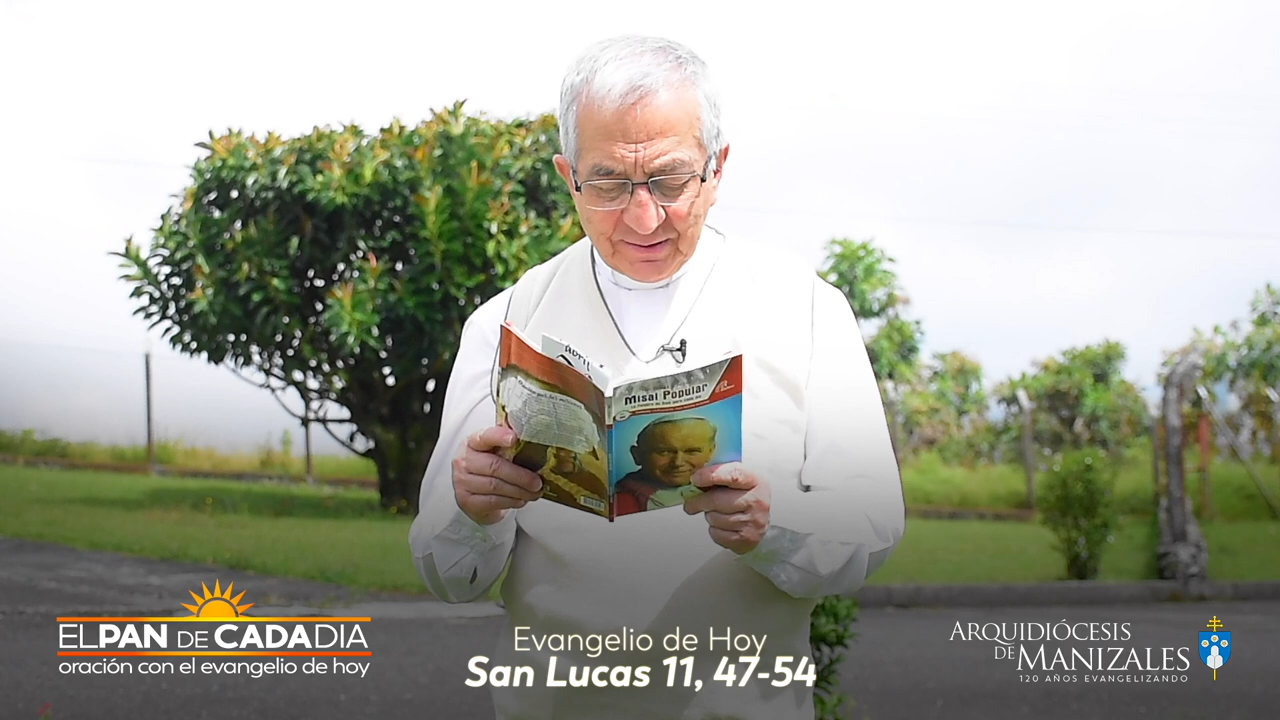 abril
Misal Popular
EL PAN DE CADA DIA
oración con el evangelio de hoy
Evangelio de Hoy
San Lucas 11, 47-54
ARQUIDIÓCESIS
DE MANIZALES
120 AÑOS EVANGELIZANDO